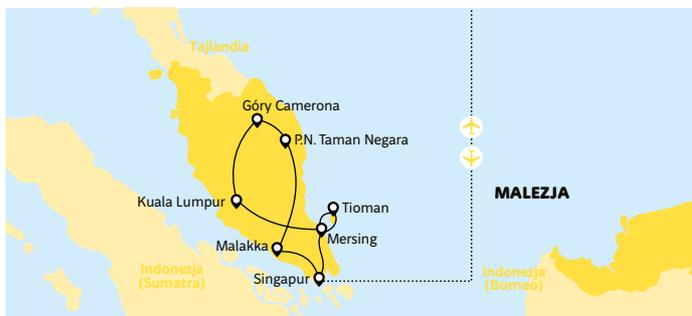 Tajlandia
Góry Camerona
P.N. Taman Negara
MALEZJA
Kuala Lumpur
Tioman
Mersing
Malakka
Indonezja
(Sumatra)
Singapur
Indonezja
(Borneo)